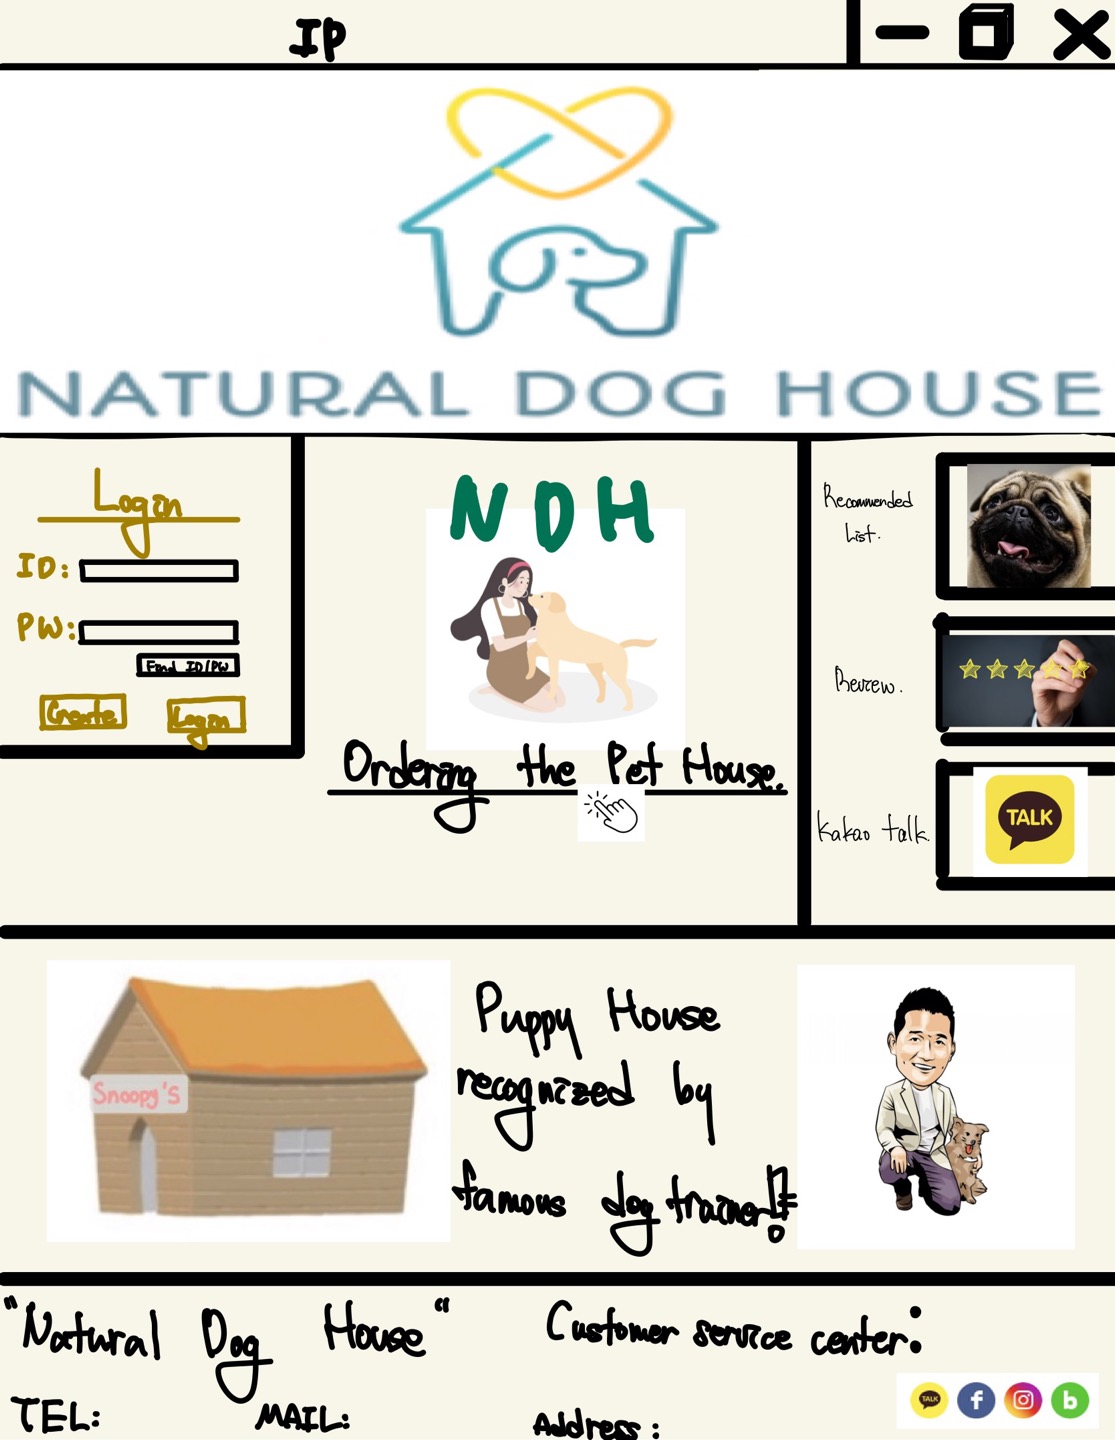 IP
NATURAL DOG HOUSE
Login
ID:
PW:
Find ID/PW
Create
Login
NDH
Ordering the Pet House.
Recommended
List.
Review.
kakao talk.
TALK
Snoopy's
Puppy House
recognized by
famous dog trainer!!
"Natural Dog House"
Customer service center:
TEL:
MAIL:
Address:
TALK
f
b